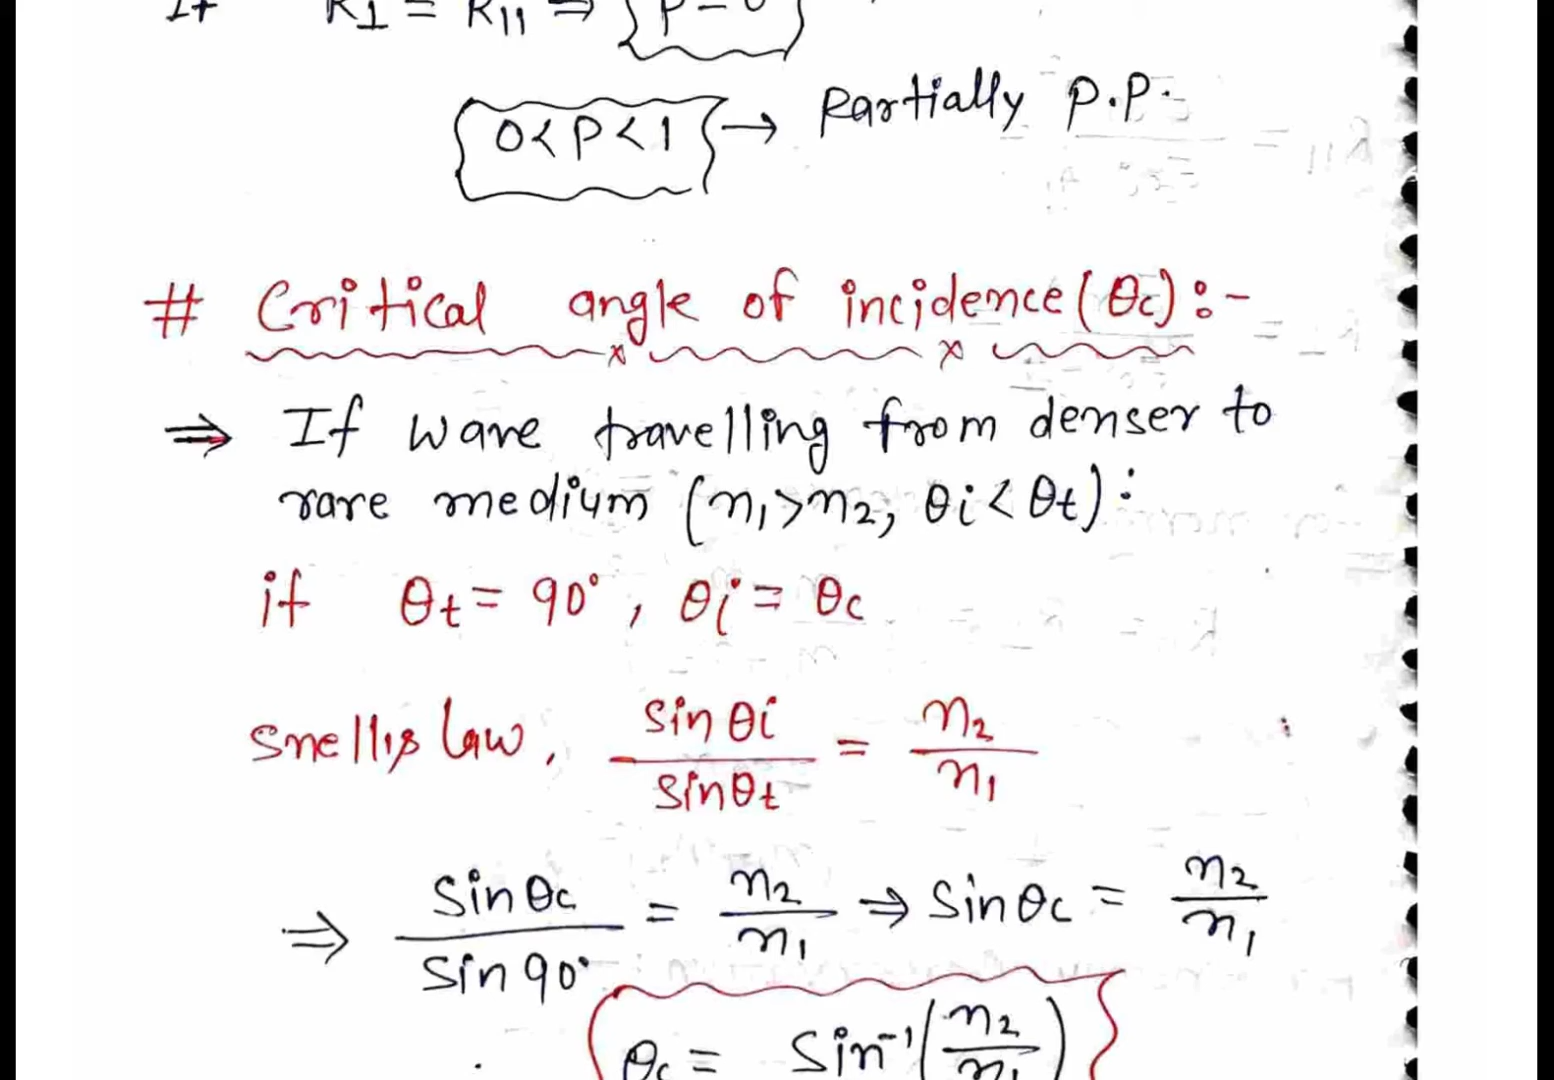 If R⊥ = R|| ⇒ P = 0
0<P<1 → Partially P.P.
# Critical angle of incidence (θc) :-
⇒ If wave travelling from denser to
rare medium (n1>n2, θi<θt):
if θt = 90°, θi = θc
Snell's law, sinθi/sinθt = n2/n1
⇒ Sinθc/Sin90° = n2/n1 ⇒ Sinθc = n2/n1
θc = Sin⁻¹(n2/n1)